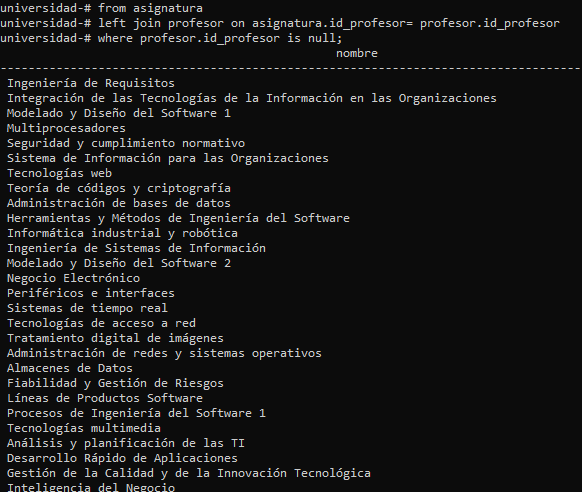 universidad-# from asignatura
universidad-# left join profesor on asignatura.id_profesor= profesor.id_profesor
universidad-# where profesor.id_profesor is null;
nombre
--------------------------------------------------------------------------------
Ingeniería de Requisitos
Integración de las Tecnologías de la Información en las Organizaciones
Modelado y Diseño del Software 1
Multiprocesadores
Seguridad y cumplimiento normativo
Sistema de Información para las Organizaciones
Tecnologías web
Teoría de códigos y criptografía
Administración de bases de datos
Herramientas y Métodos de Ingeniería del Software
Informática industrial y robótica
Ingeniería de Sistemas de Información
Modelado y Diseño del Software 2
Negocio Electrónico
Periféricos e interfaces
Sistemas de tiempo real
Tecnologías de acceso a red
Tratamiento digital de imágenes
Administración de redes y sistemas operativos
Almacenes de Datos
Fiabilidad y Gestión de Riesgos
Líneas de Productos Software
Procesos de Ingeniería del Software 1
Tecnologías multimedia
Análisis y planificación de las TI
Desarrollo Rápido de Aplicaciones
Gestión de la Calidad y de la Innovación Tecnológica
Inteligencia del Negocio